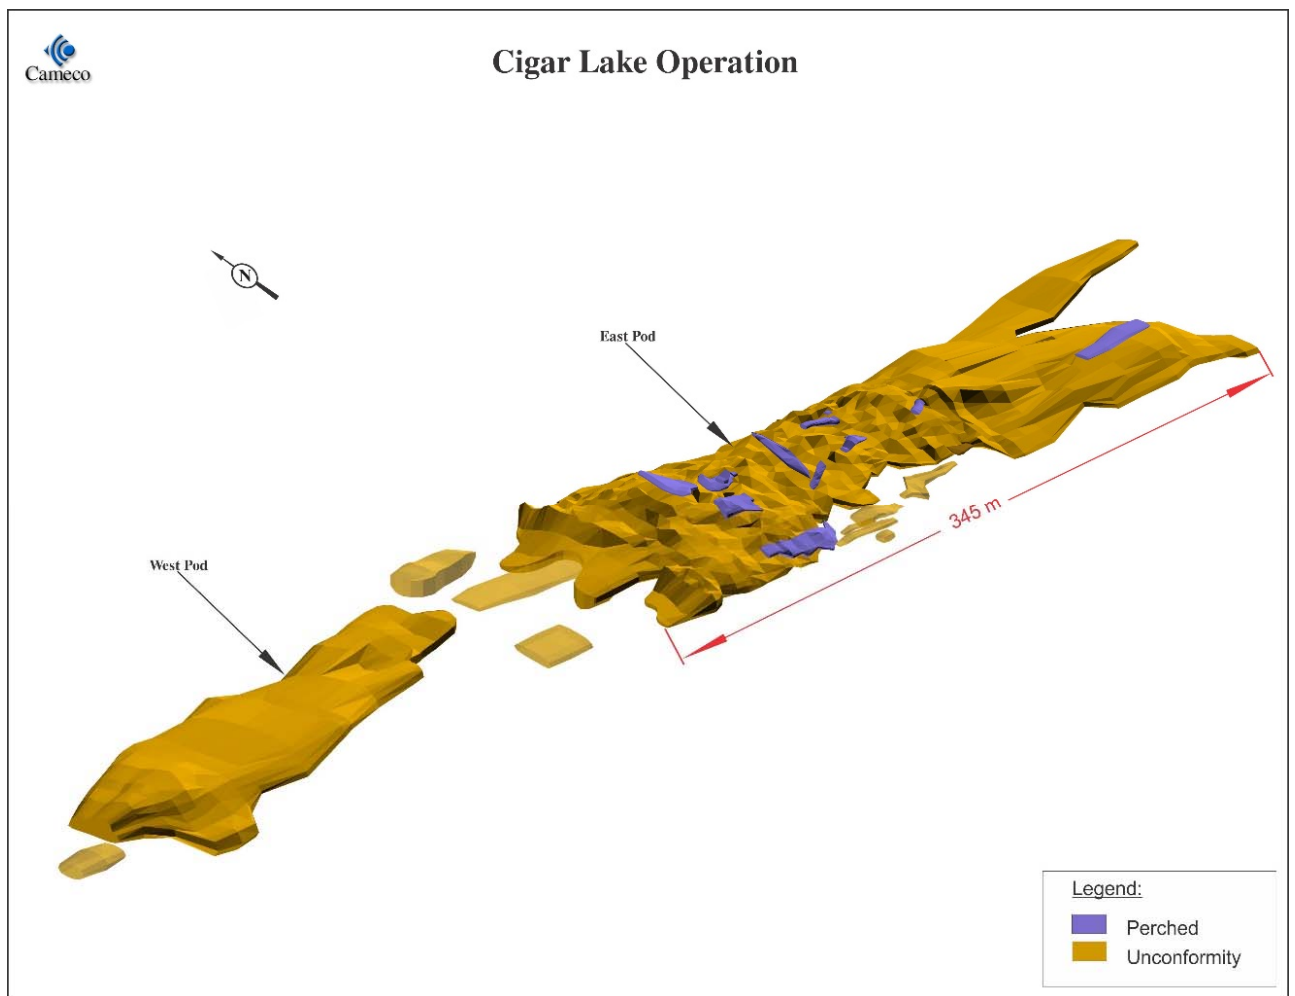 Cameco
Cigar Lake Operation
N
East Pod
345 m
West Pod
Legend:
Perched
Unconformity